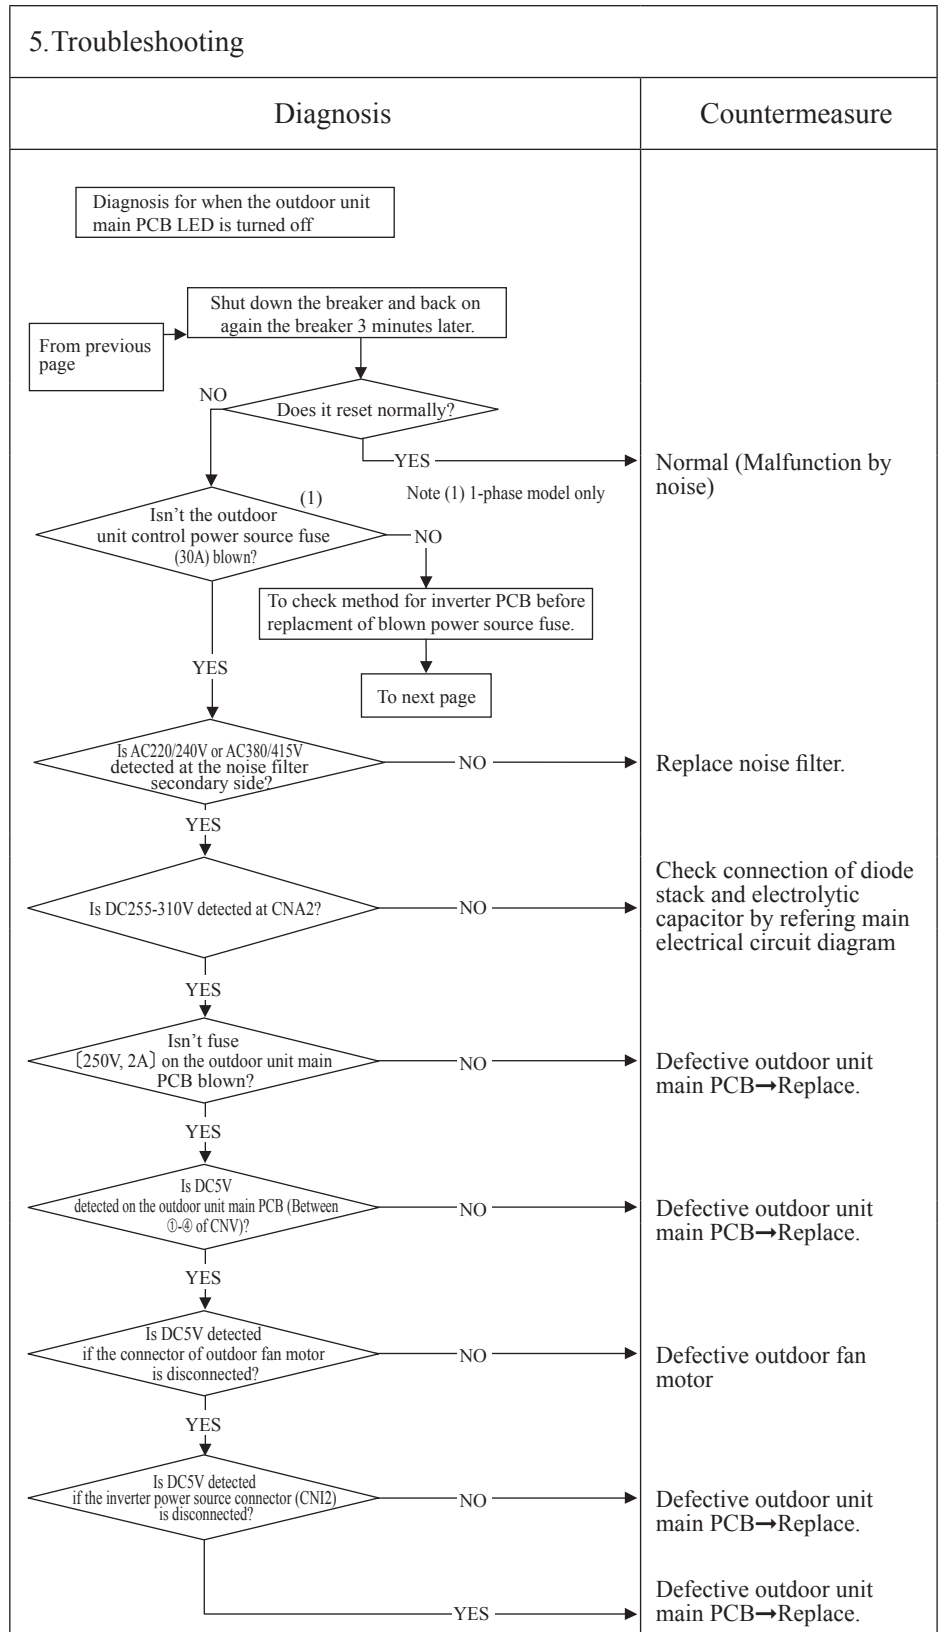 5.Troubleshooting
Diagnosis
Countermeasure
Diagnosis for when the outdoor unit
main PCB LED is turned off
Shut down the breaker and back on
again the breaker 3 minutes later.
From previous
page
Does it reset normally?
NO
YES
Normal (Malfunction by
noise)
Note (1) 1-phase model only
(1)
Isn't the outdoor
unit control power source fuse
(30A) blown?
NO
To check method for inverter PCB before
replacment of blown power source fuse.
To next page
YES
Is AC220/240V or AC380/415V
detected at the noise filter
secondary side?
NO
Replace noise filter.
YES
Is DC255-310V detected at CNA2?
NO
Check connection of diode
stack and electrolytic
capacitor by refering main
electrical circuit diagram
YES
Isn't fuse
〔250V, 2A〕on the outdoor unit main
PCB blown?
NO
Defective outdoor unit
main PCB→Replace.
YES
Is DC5V
detected on the outdoor unit main PCB (Between
①-④ of CNV)?
NO
Defective outdoor unit
main PCB→Replace.
YES
Is DC5V detected
if the connector of outdoor fan motor
is disconnected?
NO
Defective outdoor fan
motor
YES
Is DC5V detected
if the inverter power source connector (CNI2)
is disconnected?
NO
Defective outdoor unit
main PCB→Replace.
YES
Defective outdoor unit
main PCB→Replace.